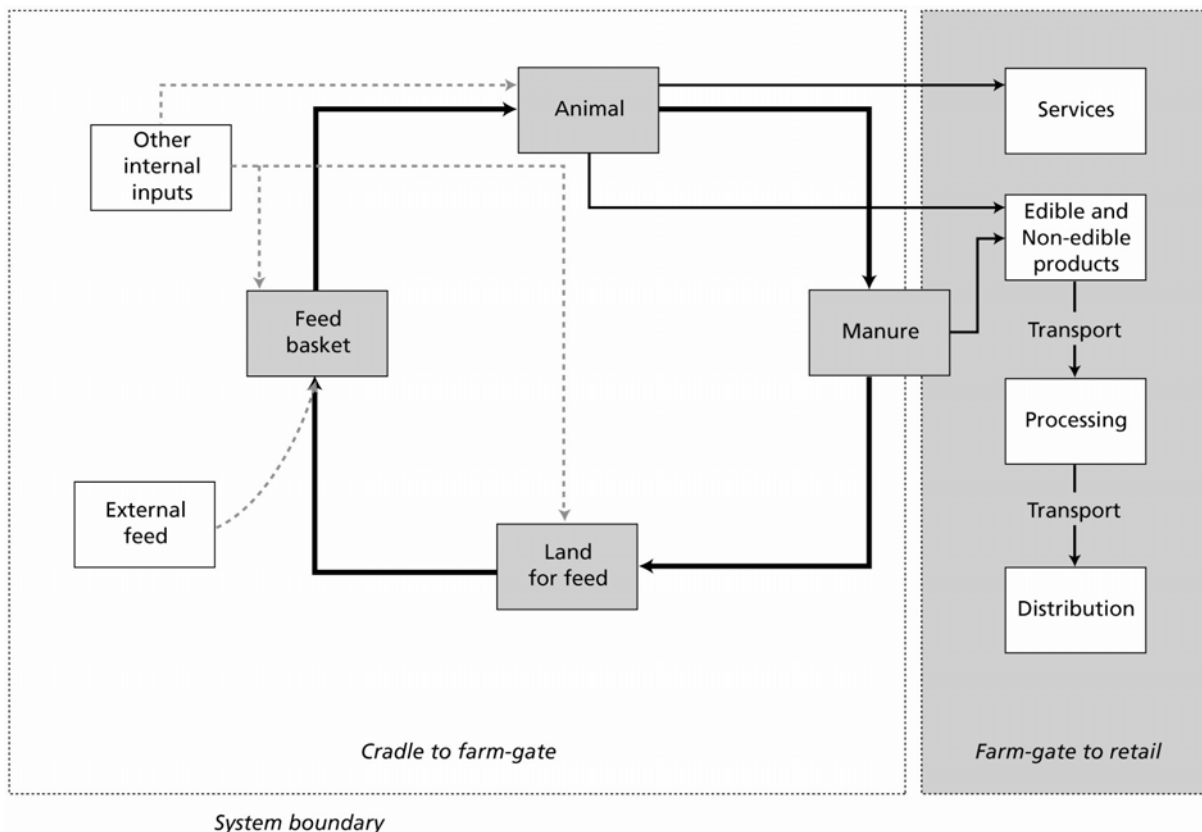 Animal
Services
Other
internal
inputs
Edible and
Non-edible
products
Feed
basket
Manure
Transport
Processing
External
feed
Transport
Land
for feed
Distribution
Cradle to farm-gate
Farm-gate to retail
System boundary